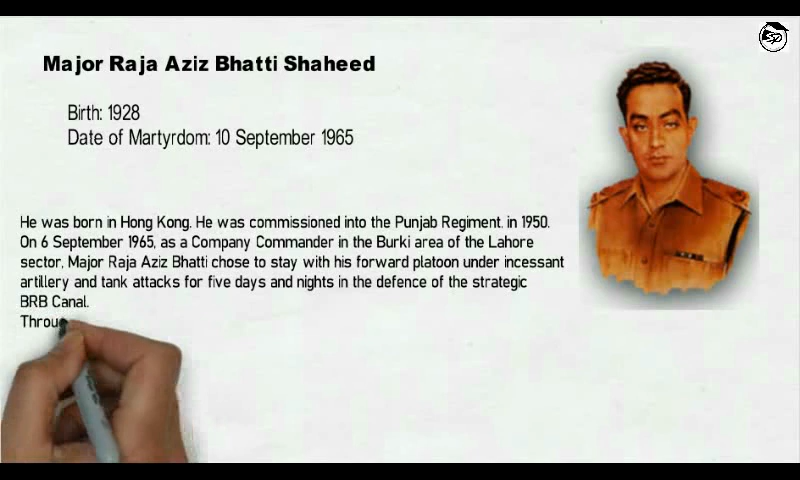 Major Raja Aziz Bhatti Shaheed
Birth: 1928
Date of Martyrdom: 10 September 1965
He was born in Hong Kong. He was commissioned into the Punjab Regiment. in 1950.
On 6 September 1965, as a Company Commander in the Burki area of the Lahore
sector, Major Raja Aziz Bhatti chose to stay with his forward platoon under incessant
artillery and tank attacks for five days and nights in the defence of the strategic
BRB Canal.
Throu